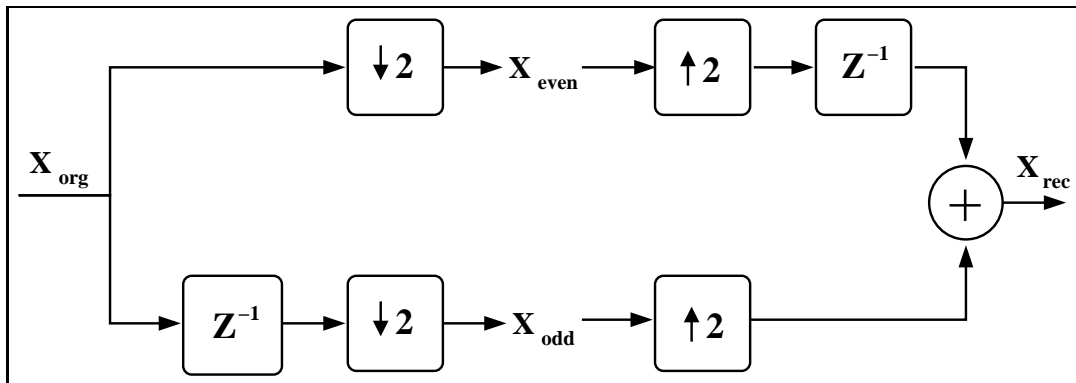 ↓2
X even
↑2
Z⁻¹
X org
X rec
+
Z⁻¹
↓2
X odd
↑2